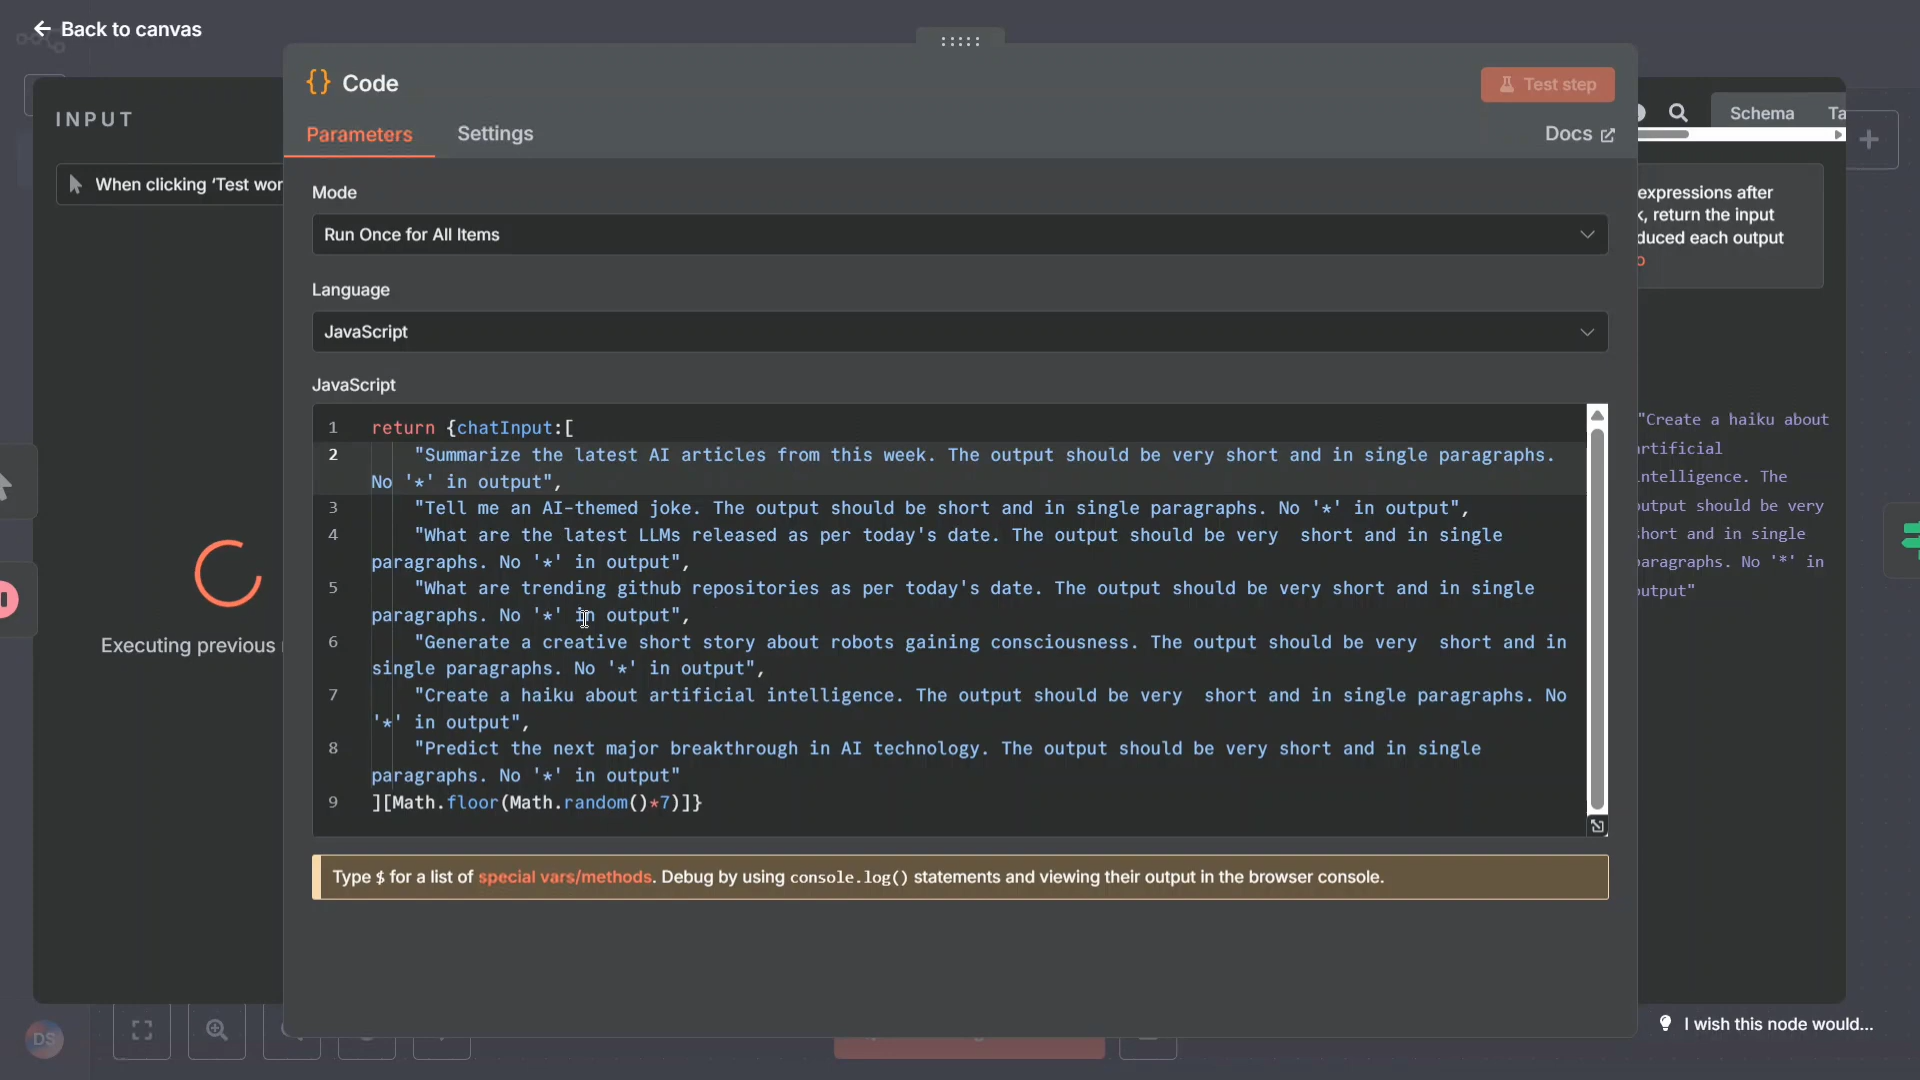 Back to canvas
Code
Test step
INPUT
Parameters
Settings
Docs
Schema
Ta
When clicking 'Test wor
Mode
Run Once for All Items
expressions after
k, return the input
duced each output
o
Language
JavaScript
JavaScript
1 return {chatInput:[
2 "Summarize the latest AI articles from this week. The output should be very short and in single paragraphs.
No '*' in output",
3 "Tell me an AI-themed joke. The output should be short and in single paragraphs. No '*' in output",
4 "What are the latest LLMs released as per today's date. The output should be very  short and in single
paragraphs. No '*' in output",
5 "What are trending github repositories as per today's date. The output should be very short and in single
paragraphs. No '*' in output",
6 "Generate a creative short story about robots gaining consciousness. The output should be very  short and in
single paragraphs. No '*' in output",
7 "Create a haiku about artificial intelligence. The output should be very  short and in single paragraphs. No
'*' in output",
8 "Predict the next major breakthrough in AI technology. The output should be very short and in single
paragraphs. No '*' in output"
9 ][Math.floor(Math.random()*7)]}
"Create a haiku about
rtificial
ntelligence. The
utput should be very
hort and in single
aragraphs. No '*' in
utput"
Executing previous
Type $ for a list of special vars/methods. Debug by using console.log() statements and viewing their output in the browser console.
DS
I wish this node would...